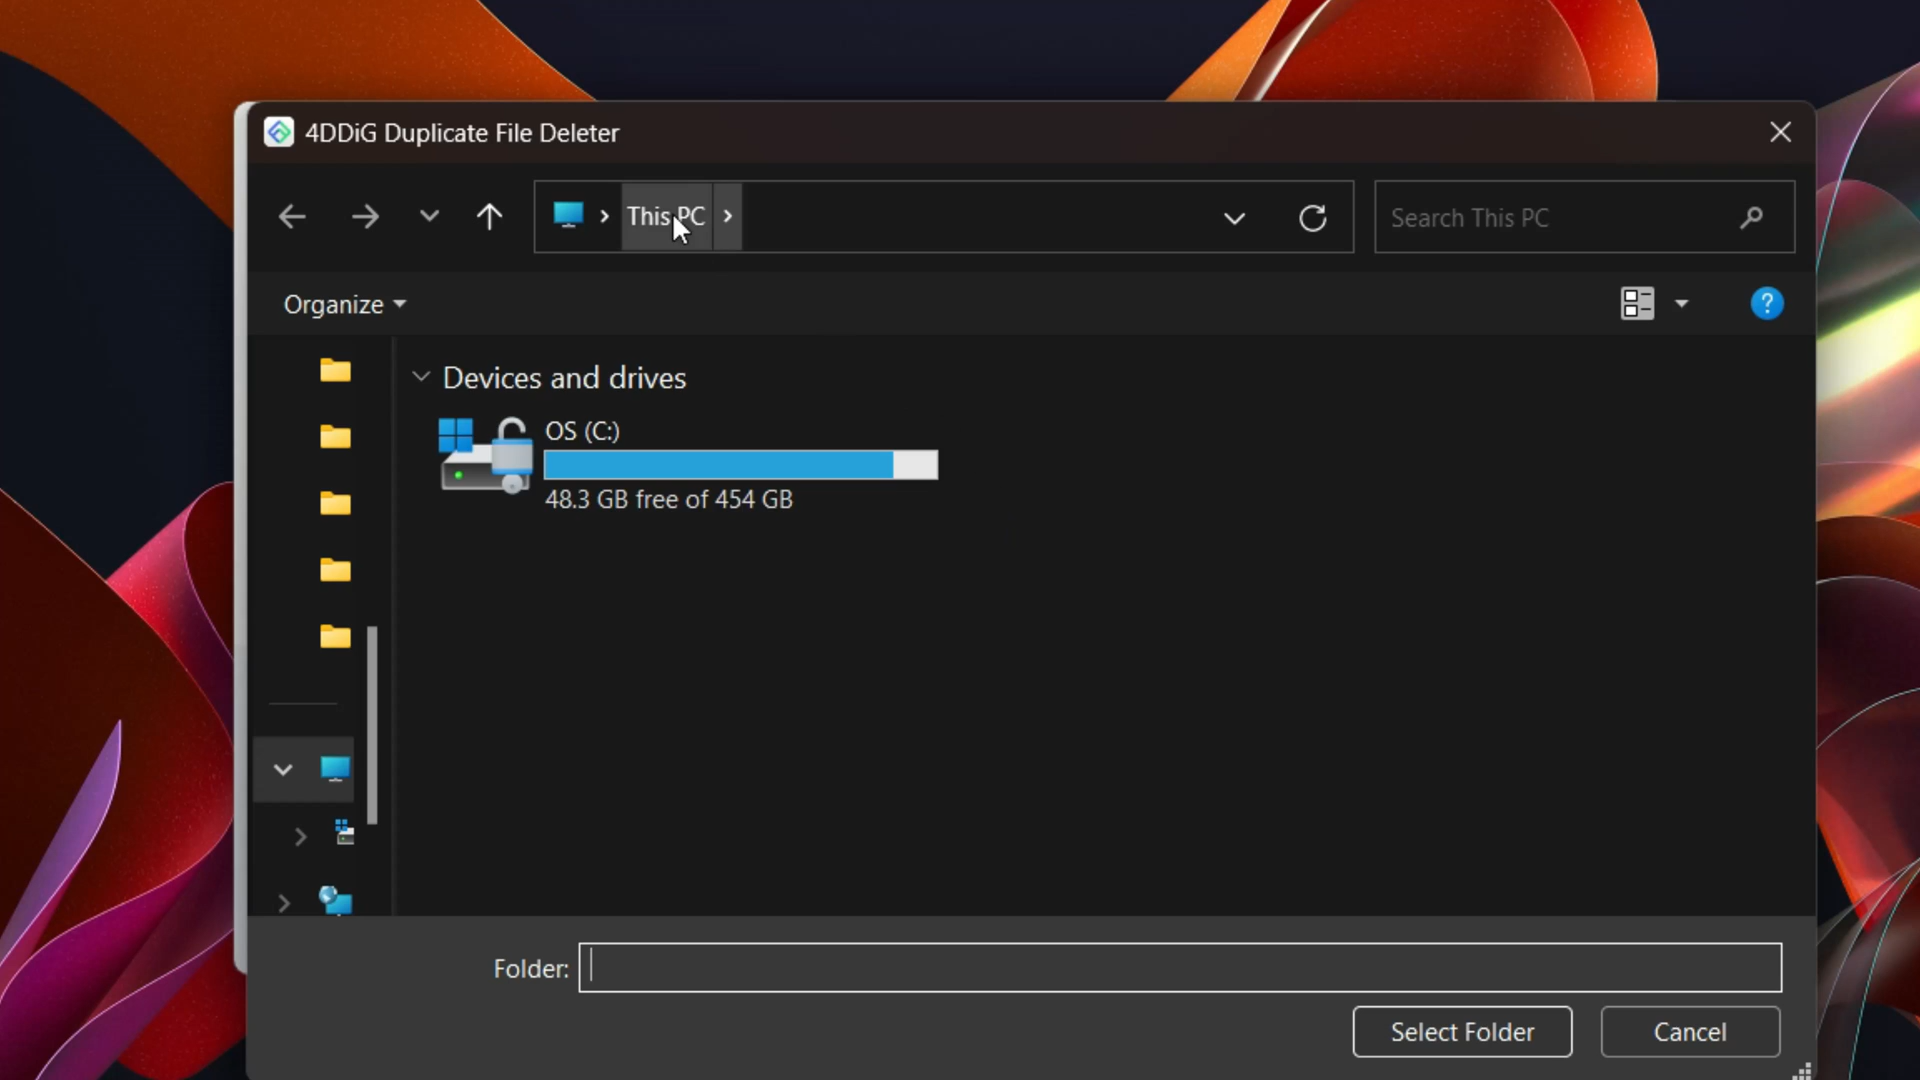 4DDiG Duplicate File Deleter
This PC
Search This PC
Organize
?
Devices and drives
OS (C:)
48.3 GB free of 454 GB
Folder:
Select Folder
Cancel